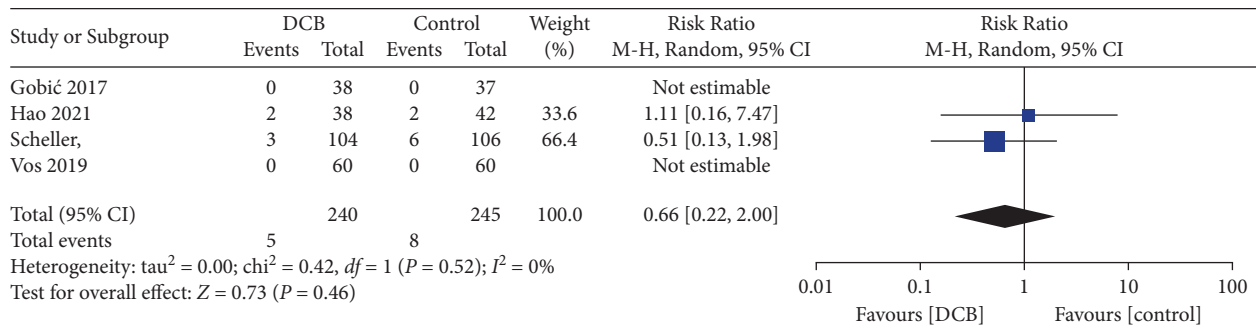 Study or Subgroup DCB Control Weight Risk Ratio Risk Ratio
Events Total Events Total (%) M-H, Random, 95% CI M-H, Random, 95% CI
Gobić 2017 0 38 0 37 Not estimable
Hao 2021 2 38 2 42 33.6 1.11 [0.16, 7.47]
Scheller, 3 104 6 106 66.4 0.51 [0.13, 1.98]
Vos 2019 0 60 0 60 Not estimable
Total (95% CI) 240 245 100.0 0.66 [0.22, 2.00]
Total events 5 8
Heterogeneity: tau² = 0.00; chi² = 0.42, df = 1 (P = 0.52); I² = 0%
Test for overall effect: Z = 0.73 (P = 0.46)
0.01 0.1 1 10 100
Favours [DCB] Favours [control]